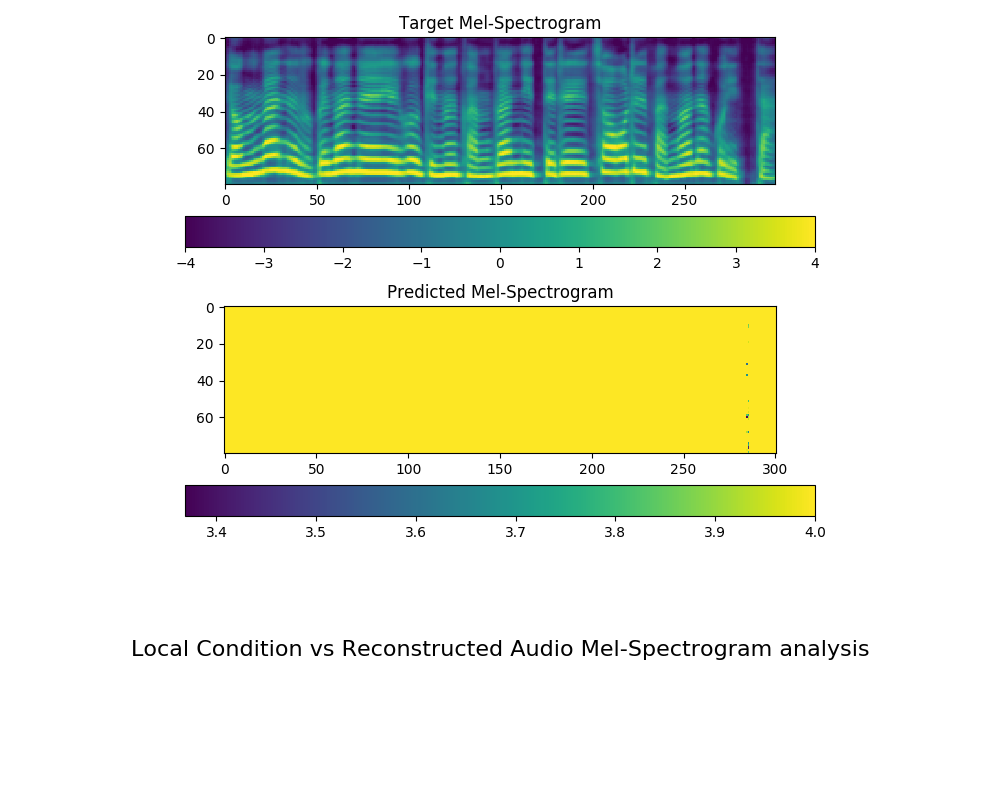 Target Mel-Spectrogram
0
20
40
60
0 50 100 150 200 250
−4 −3 −2 −1 0 1 2 3 4
Predicted Mel-Spectrogram
0
20
40
60
0 50 100 150 200 250 300
3.4 3.5 3.6 3.7 3.8 3.9 4.0
Local Condition vs Reconstructed Audio Mel-Spectrogram analysis